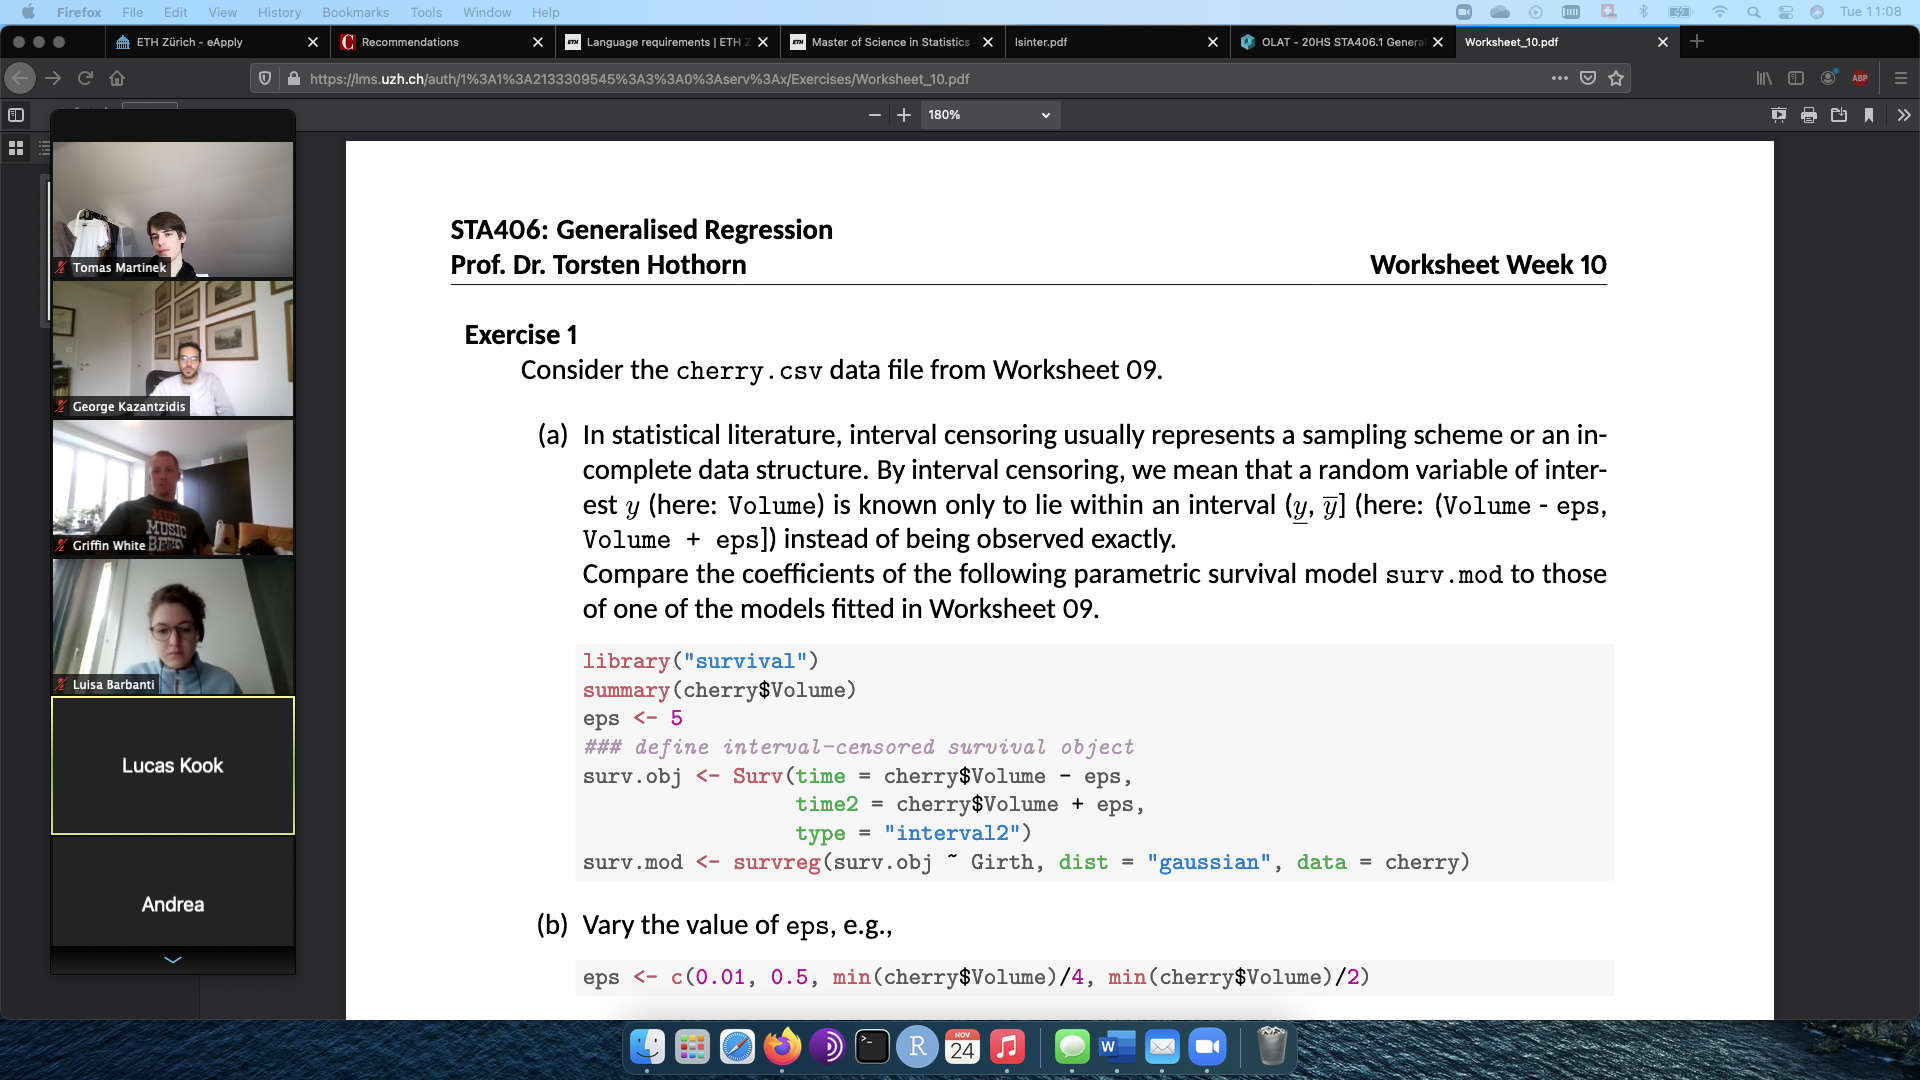 Firefox File Edit View History Bookmarks Tools Window Help
Tue 11:08
ETH Zürich - eApply
Recommendations
Language requirements | ETH Z
Master of Science in Statistics
lsinter.pdf
OLAT - 20HS STA406.1 Genera
Worksheet_10.pdf
https://lms.uzh.ch/auth/1%3A1%3A2133309545%3A3%3A0%3Aserv%3Ax/Exercises/Worksheet_10.pdf
ABP
180%
Tomas Martinek
George Kazantzidis
MUD
MUSIC
Griffin White
Luisa Barbanti
Lucas Kook
Andrea
STA406: Generalised Regression
Prof. Dr. Torsten Hothorn
Worksheet Week 10
Exercise 1
Consider the cherry.csv data file from Worksheet 09.
(a) In statistical literature, interval censoring usually represents a sampling scheme or an in-
complete data structure. By interval censoring, we mean that a random variable of inter-
est y (here: Volume) is known only to lie within an interval (y̲, y̅] (here: (Volume - eps,
Volume + eps]) instead of being observed exactly.
Compare the coefficients of the following parametric survival model surv.mod to those
of one of the models fitted in Worksheet 09.
library("survival")
summary(cherry$Volume)
eps <- 5
### define interval-censored survival object
surv.obj <- Surv(time = cherry$Volume - eps,
time2 = cherry$Volume + eps,
type = "interval2")
surv.mod <- survreg(surv.obj ~ Girth, dist = "gaussian", data = cherry)
(b) Vary the value of eps, e.g.,
eps <- c(0.01, 0.5, min(cherry$Volume)/4, min(cherry$Volume)/2)
R
NOV
24
W